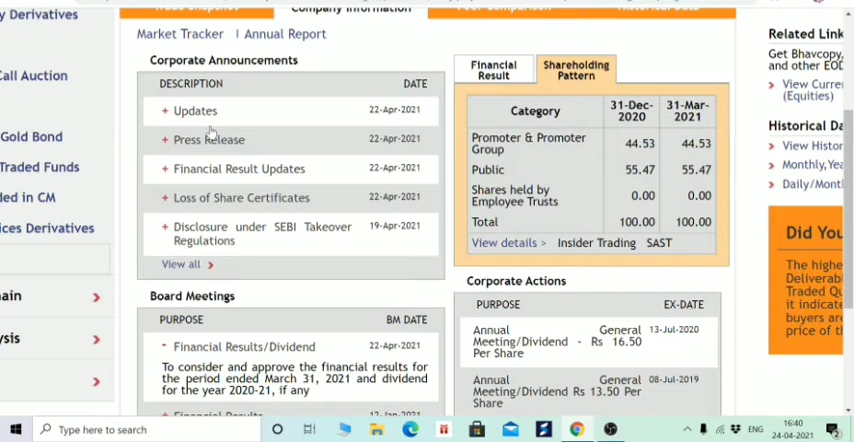 Company Information
y Derivatives
Call Auction
Gold Bond
Traded Funds
ded in CM
ices Derivatives
ain
ysis
Market Tracker | Annual Report
Corporate Announcements
DESCRIPTION DATE
+ Updates 22-Apr-2021
+ Press Release 22-Apr-2021
+ Financial Result Updates 22-Apr-2021
+ Loss of Share Certificates 22-Apr-2021
+ Disclosure under SEBI Takeover 19-Apr-2021
Regulations
View all >
Board Meetings
PURPOSE BM DATE
- Financial Results/Dividend 22-Apr-2021
To consider and approve the financial results for
the period ended March 31, 2021 and dividend
for the year 2020-21, if any
Financial
Result
Shareholding
Pattern
Category 31-Dec-2020 31-Mar-2021
Promoter & Promoter
Group 44.53 44.53
Public 55.47 55.47
Shares held by
Employee Trusts 0.00 0.00
Total 100.00 100.00
View details > Insider Trading SAST
Corporate Actions
PURPOSE EX-DATE
Annual General 13-Jul-2020
Meeting/Dividend - Rs 16.50
Per Share
Annual General 08-Jul-2019
Meeting/Dividend Rs 13.50 Per
Share
Related Link
Get Bhavcopy,
and other EOD
> View Curre
(Equities)
Historical Da
> View Histor
> Monthly,Yea
> Daily/Mont
Did You
The highe
Deliverab
Traded Qu
it indicate
buyers are
price of th
Type here to search
ENG
16:40
24-04-2021
2